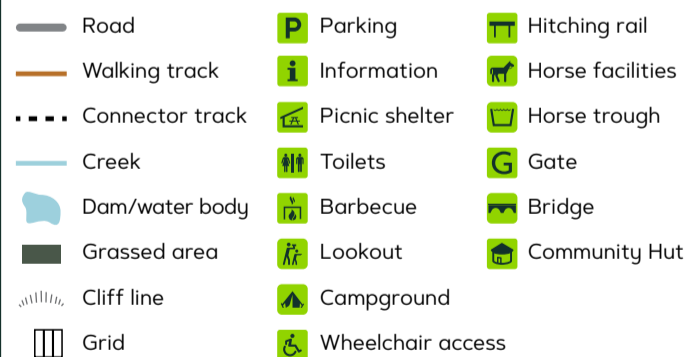 Road
Walking track
Connector track
Creek
Dam/water body
Grassed area
Cliff line
Grid
P Parking
i Information
Picnic shelter
Toilets
Barbecue
Lookout
Campground
Wheelchair access
Hitching rail
Horse facilities
Horse trough
G Gate
Bridge
Community Hut